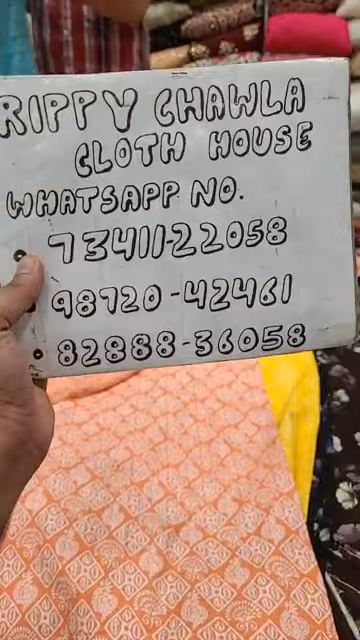 RIPPY CHAWLA
CLOTH HOUSE
WHATSAPP NO.
73411-22058
98720-42461
82888-36058